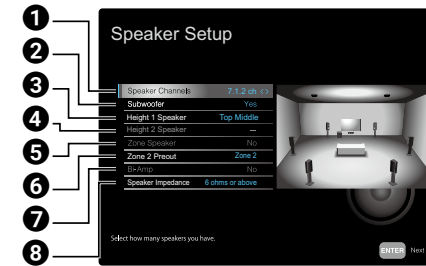 Speaker Setup
1 Speaker Channels 7.1.2 ch <>
2 Subwoofer Yes
3 Height 1 Speaker Top Middle
4 Height 2 Speaker ---
5 Zone Speaker No
6 Zone 2 Preout Zone 2
7 Bi-Amp No
8 Speaker Impedance 6 ohms or above
Select how many speakers you have.
ENTER Next